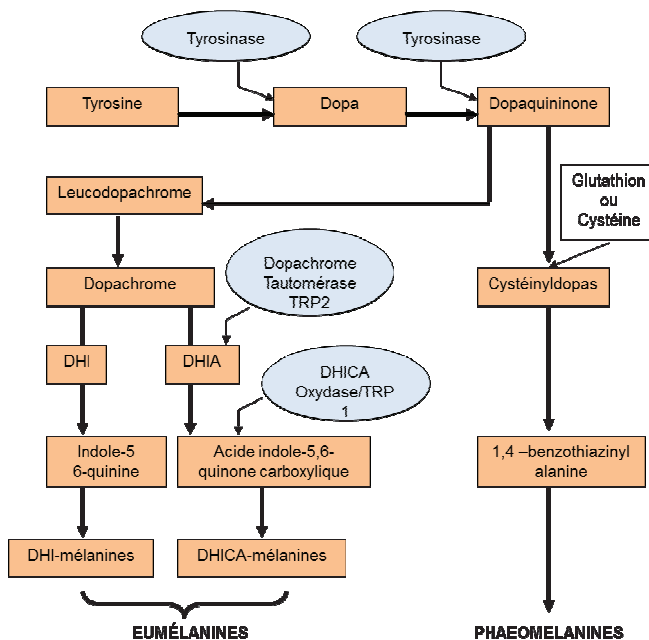 Tyrosinase
Tyrosinase
Tyrosine
Dopa
Dopaquininone
Leucodopachrome
Glutathion
ou
Cystéine
Dopachrome
Dopachrome
Tautomérase
TRP2
Cystéinyldopas
DHI
DHIA
DHICA
Oxydase/TRP
1
Indole-5
6-quinine
Acide indole-5,6-
quinone carboxylique
1,4 –benzothiazinyl
alanine
DHI-mélanines
DHICA-mélanines
EUMÉLANINES
PHAEOMELANINES